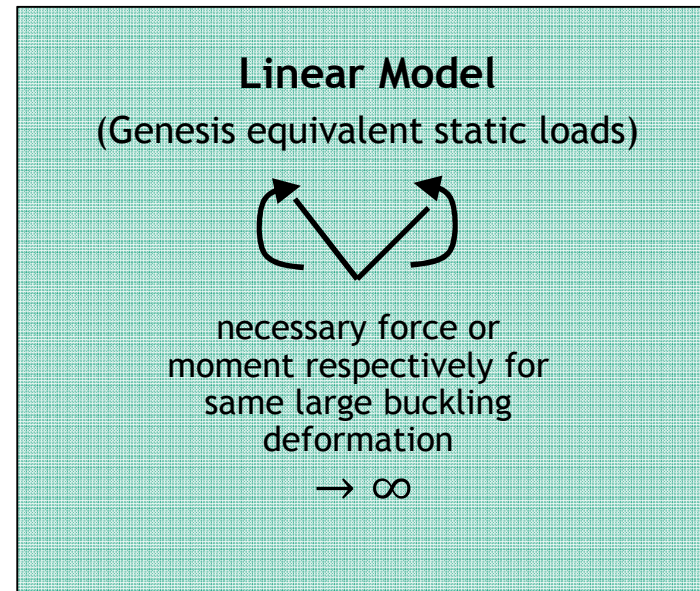 Linear Model
(Genesis equivalent static loads)
necessary force or
moment respectively for
same large buckling
deformation
→ ∞